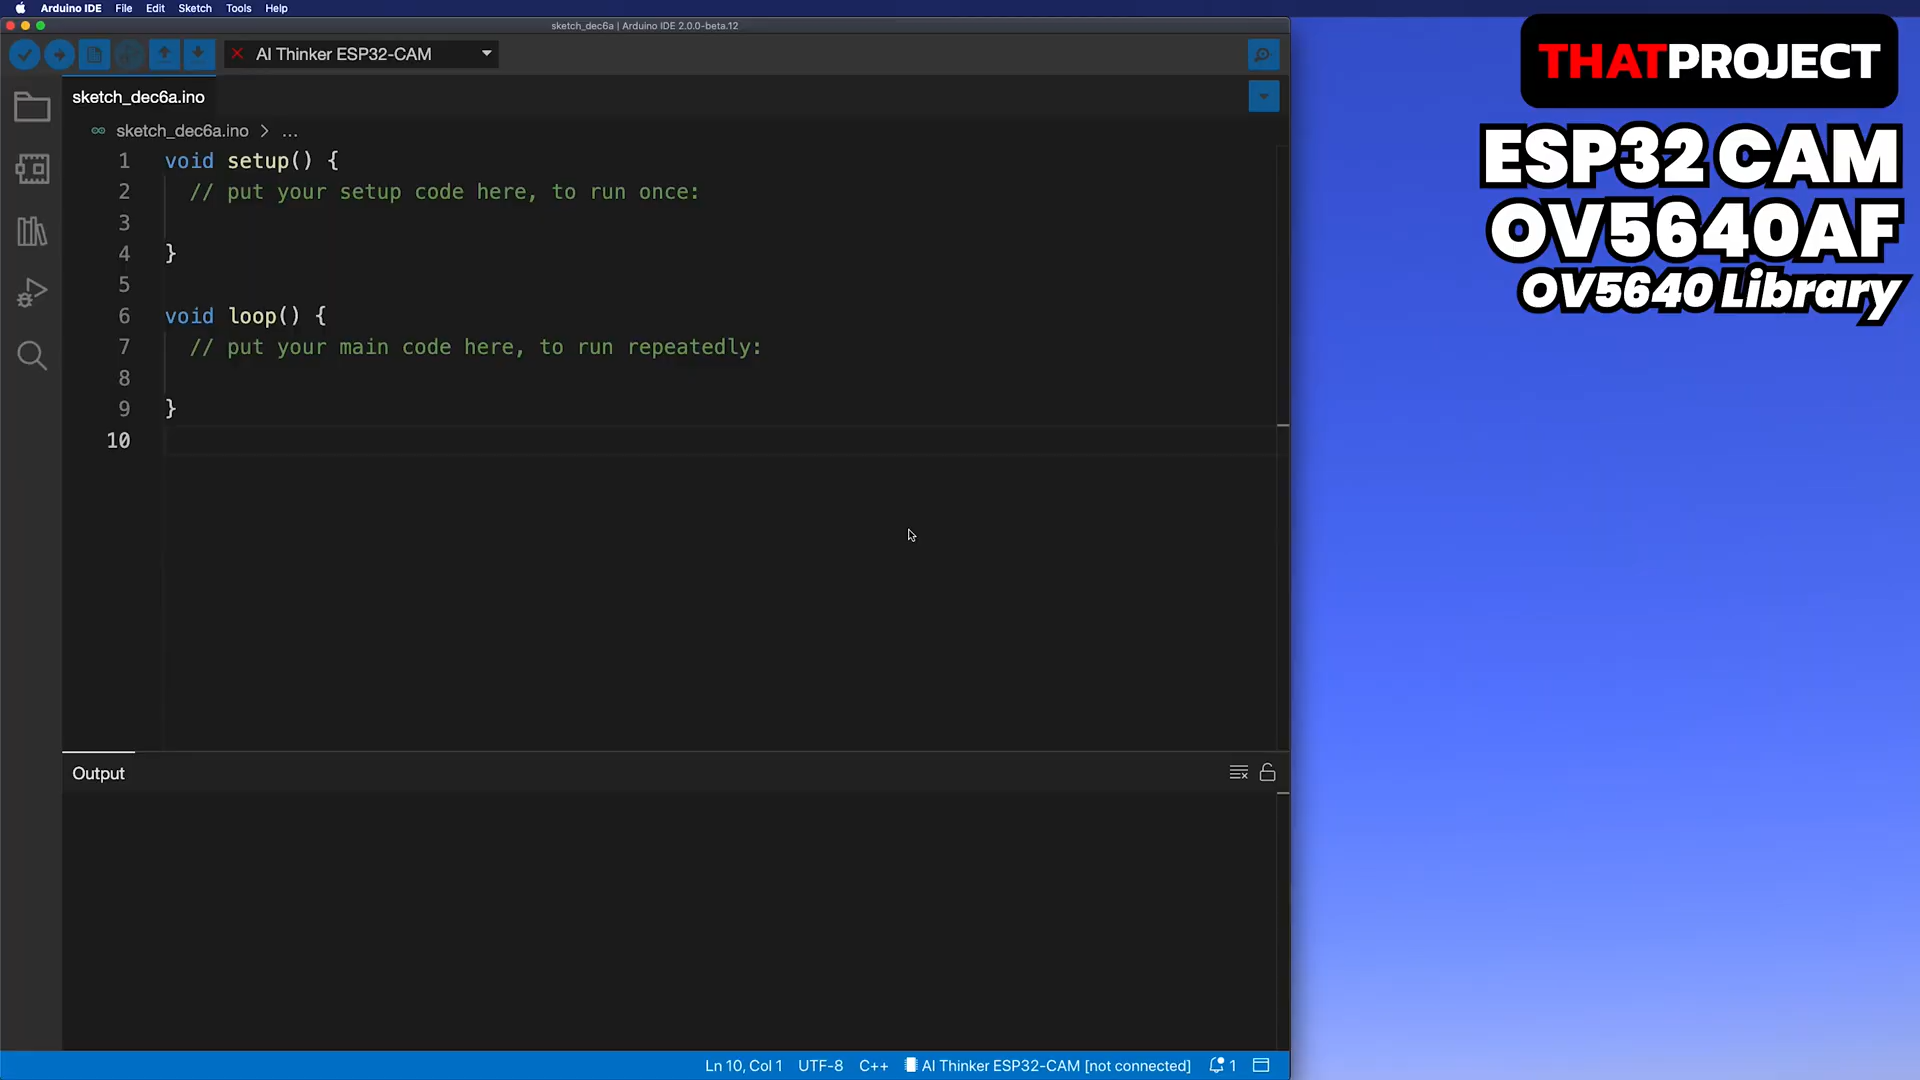 Arduino IDE File Edit Sketch Tools Help
sketch_dec6a | Arduino IDE 2.0.0-beta.12
AI Thinker ESP32-CAM
sketch_dec6a.ino
sketch_dec6a.ino > ...
1 void setup() {
2 // put your setup code here, to run once:
3
4 }
5
6 void loop() {
7 // put your main code here, to run repeatedly:
8
9 }
10
Output
Ln 10, Col 1 UTF-8 C++ AI Thinker ESP32-CAM [not connected] 1
THATPROJECT
ESP32 CAM
OV5640AF
OV5640 Library